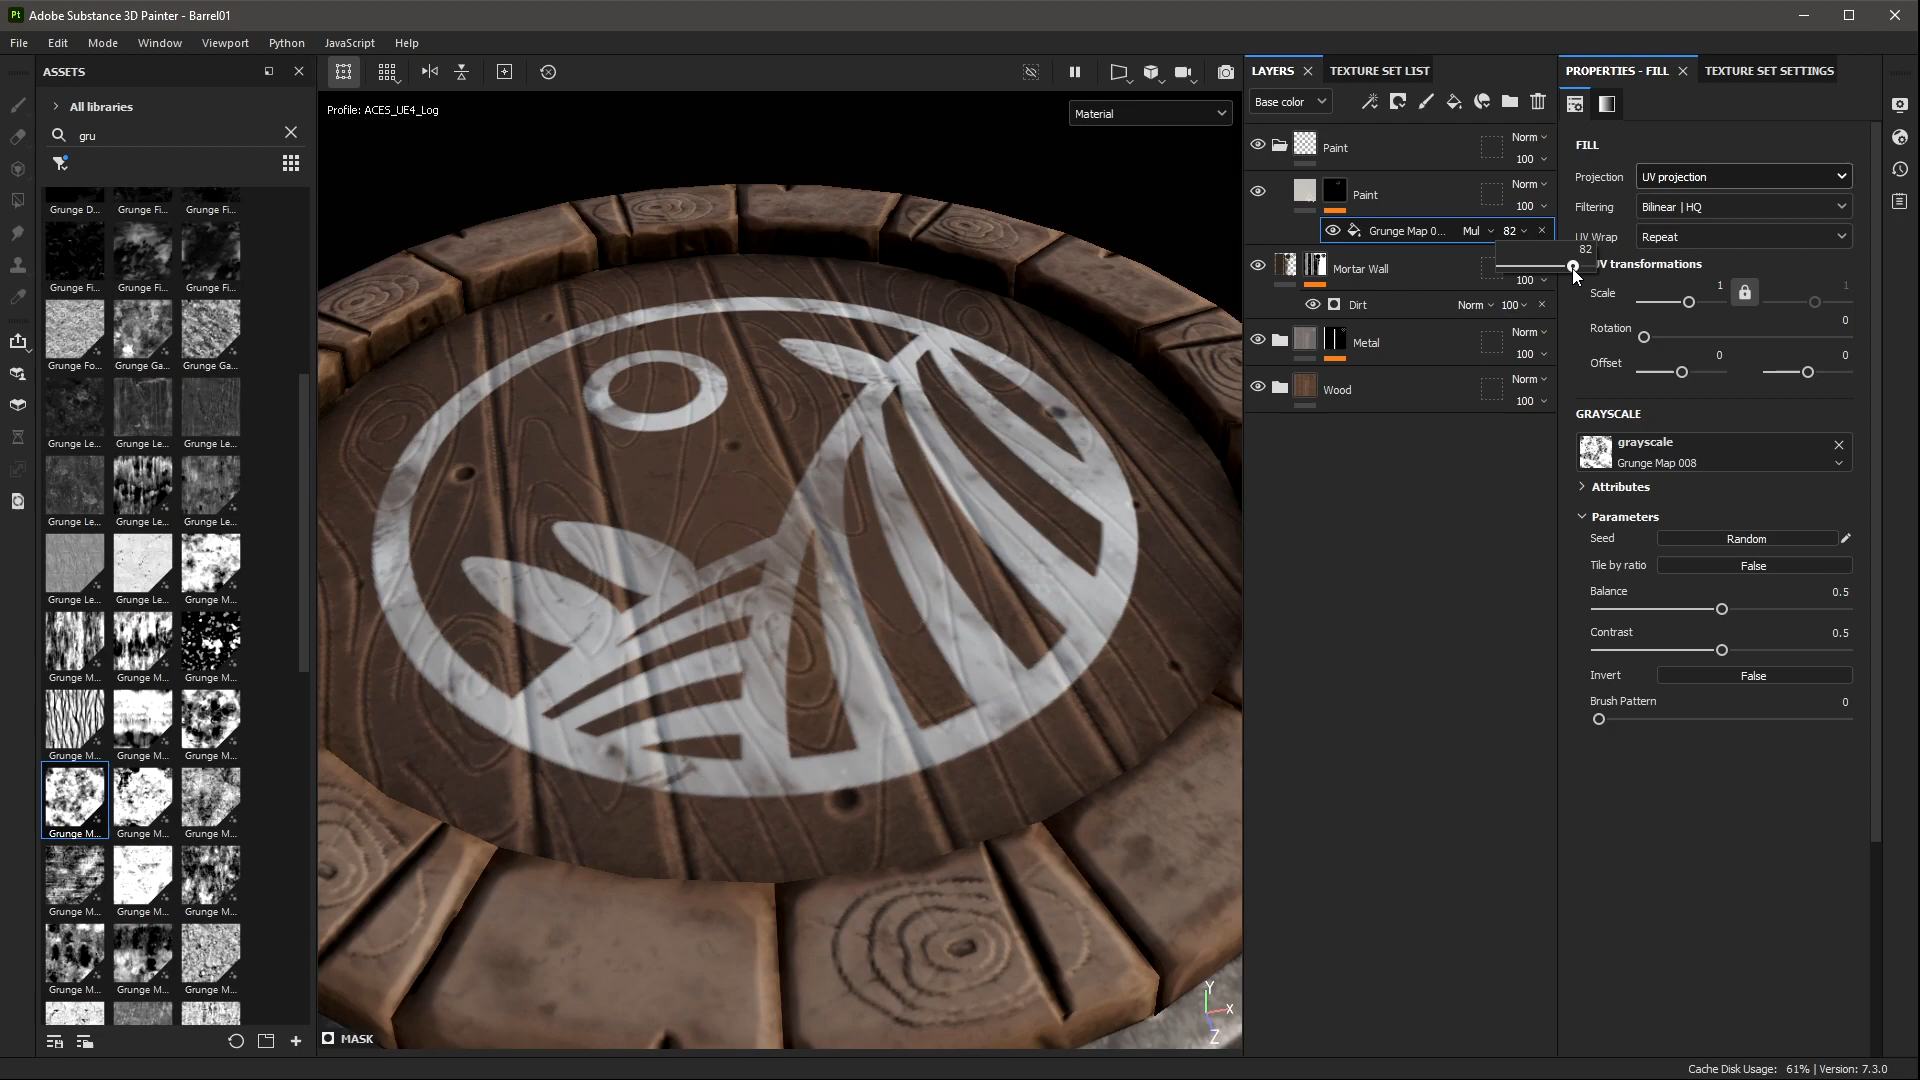 Pt Adobe Substance 3D Painter - Barrel01
File Edit Mode Window Viewport Python JavaScript Help
ASSETS
All libraries
gru
Grunge D... Grunge Fi... Grunge Fi...
Grunge Fi... Grunge Fi... Grunge Fi...
Grunge Fo... Grunge Ga... Grunge Ga...
Grunge Le... Grunge Le... Grunge Le...
Grunge Le... Grunge Le... Grunge Le...
Grunge Le... Grunge Le... Grunge M...
Grunge M... Grunge M... Grunge M...
Grunge M... Grunge M... Grunge M...
Grunge M... Grunge M... Grunge M...
Grunge M... Grunge M... Grunge M...
Grunge M... Grunge M... Grunge M...
Profile: ACES_UE4_Log
Material
Y
X
Z
MASK
LAYERS TEXTURE SET LIST
Base color
Paint Norm
100
Paint Norm
100
Grunge Map 0... Mul 82
82
Mortar Wall
100
Dirt Norm 100
Metal Norm
100
Wood Norm
100
PROPERTIES - FILL TEXTURE SET SETTINGS
FILL
Projection UV projection
Filtering Bilinear | HQ
UV Wrap Repeat
V transformations
Scale 1 1
Rotation 0
Offset 0 0
GRAYSCALE
grayscale
Grunge Map 008
Attributes
Parameters
Seed Random
Tile by ratio False
Balance 0.5
Contrast 0.5
Invert False
Brush Pattern 0
Cache Disk Usage: 61% | Version: 7.3.0